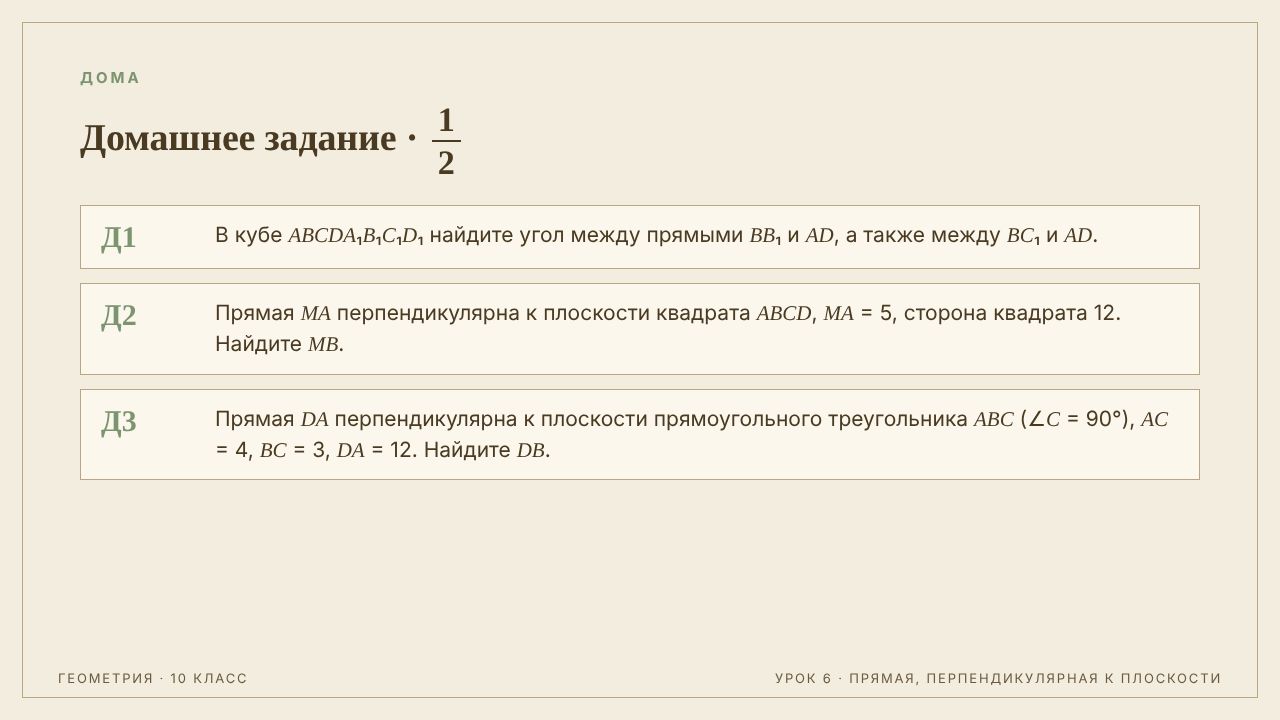 ДОМА
Домашнее задание · 1/2
Д1
В кубе ABCDA₁B₁C₁D₁ найдите угол между прямыми BB₁ и AD, а также между BC₁ и AD.
Д2
Прямая MA перпендикулярна к плоскости квадрата ABCD, MA = 5, сторона квадрата 12.
Найдите MB.
Д3
Прямая DA перпендикулярна к плоскости прямоугольного треугольника ABC (∠C = 90°), AC
= 4, BC = 3, DA = 12. Найдите DB.
ГЕОМЕТРИЯ · 10 КЛАСС
УРОК 6 · ПРЯМАЯ, ПЕРПЕНДИКУЛЯРНАЯ К ПЛОСКОСТИ